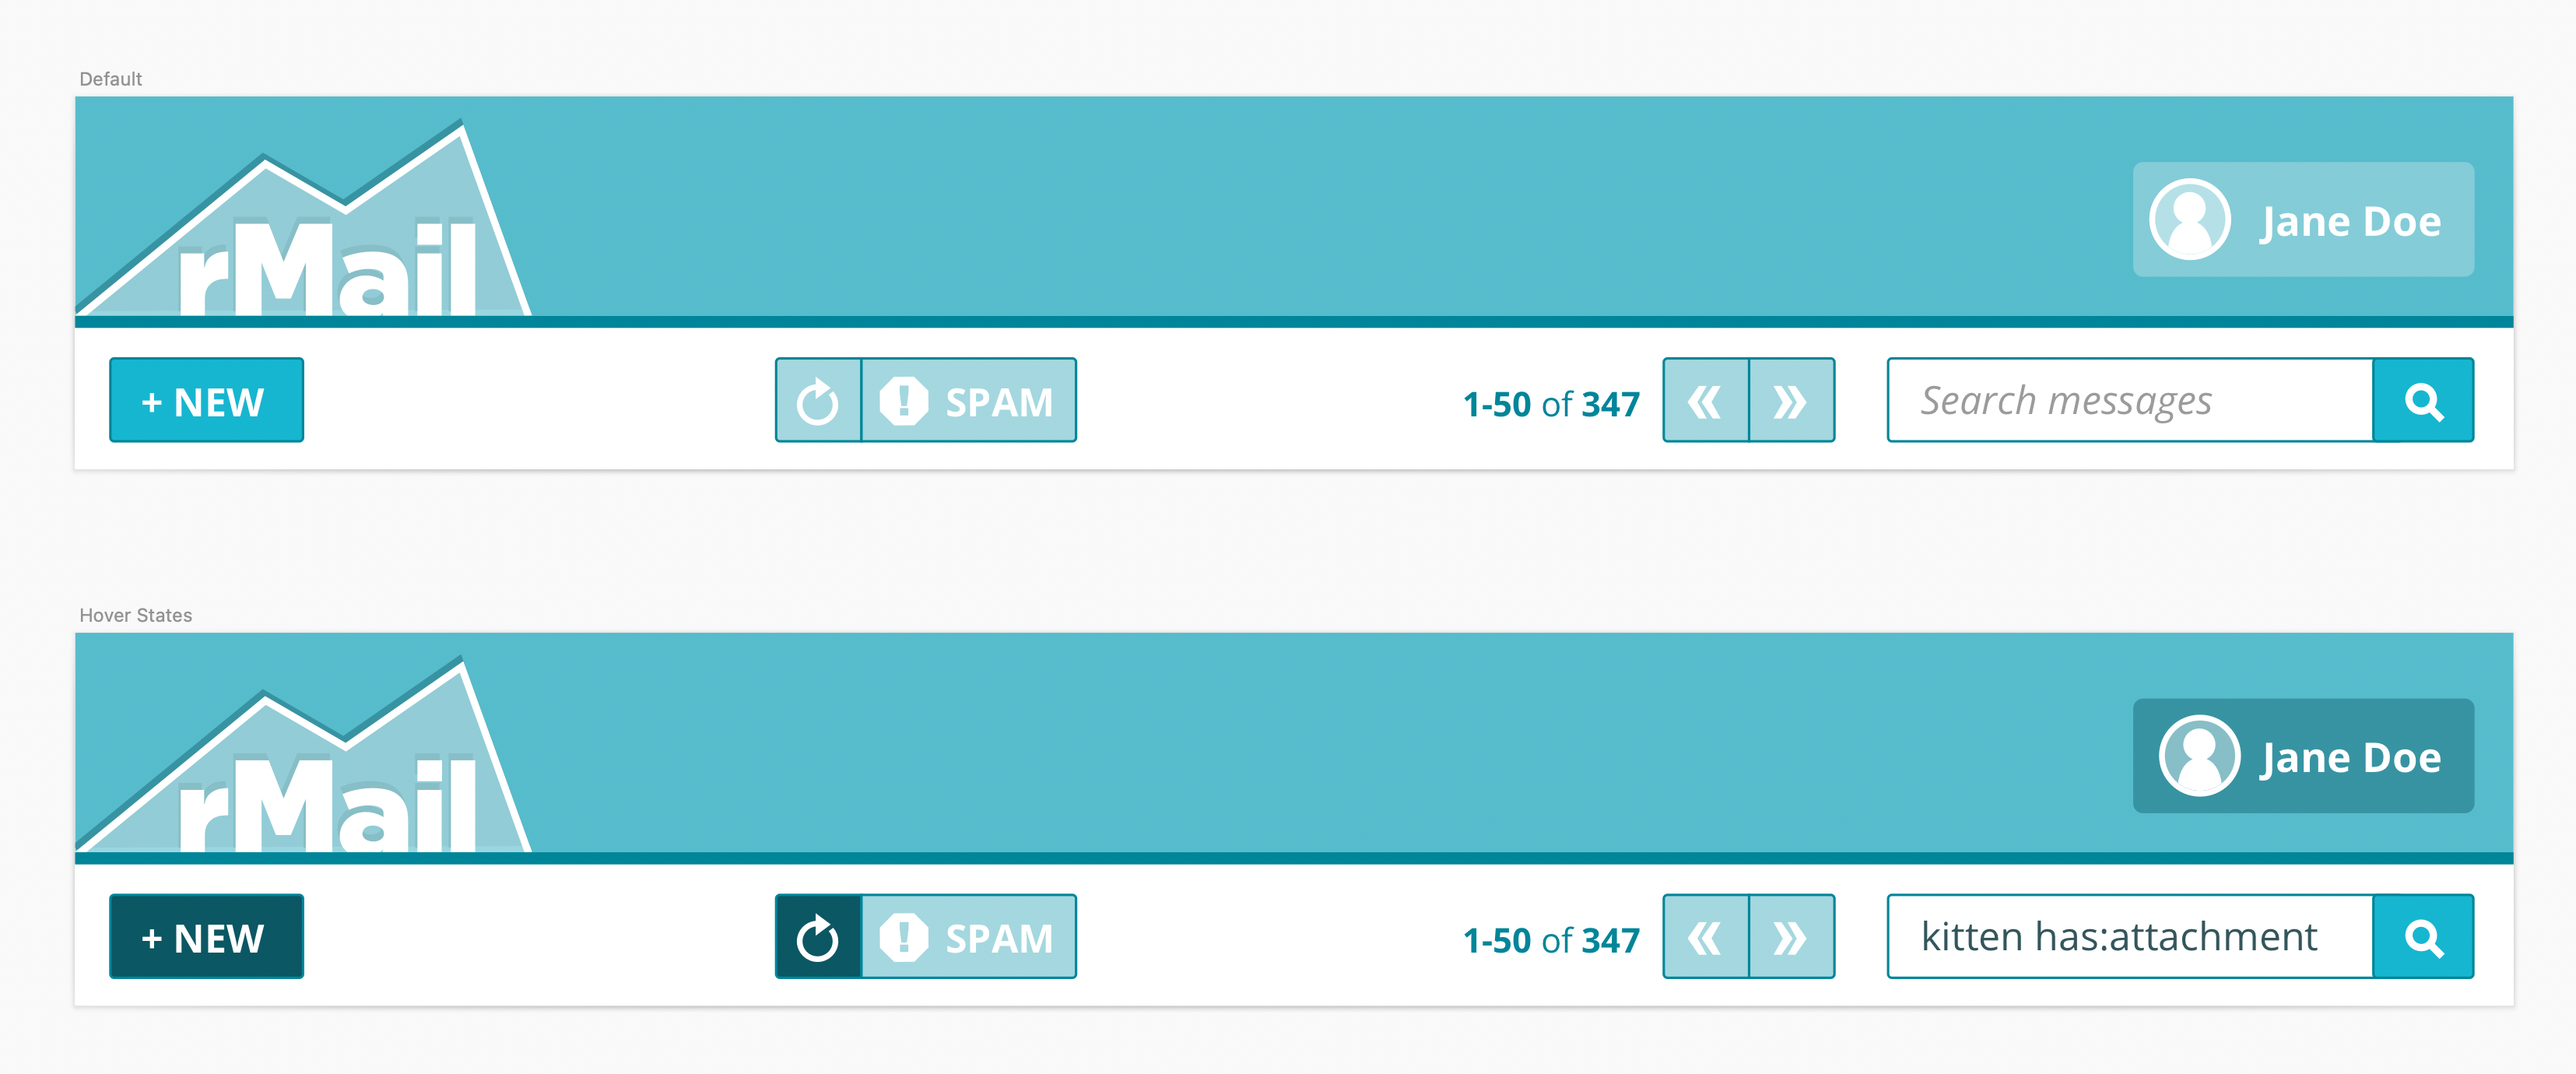 Default
rMail
Jane Doe
+ NEW
SPAM
1-50 of 347
Search messages
Hover States
rMail
Jane Doe
+ NEW
SPAM
1-50 of 347
kitten has:attachment